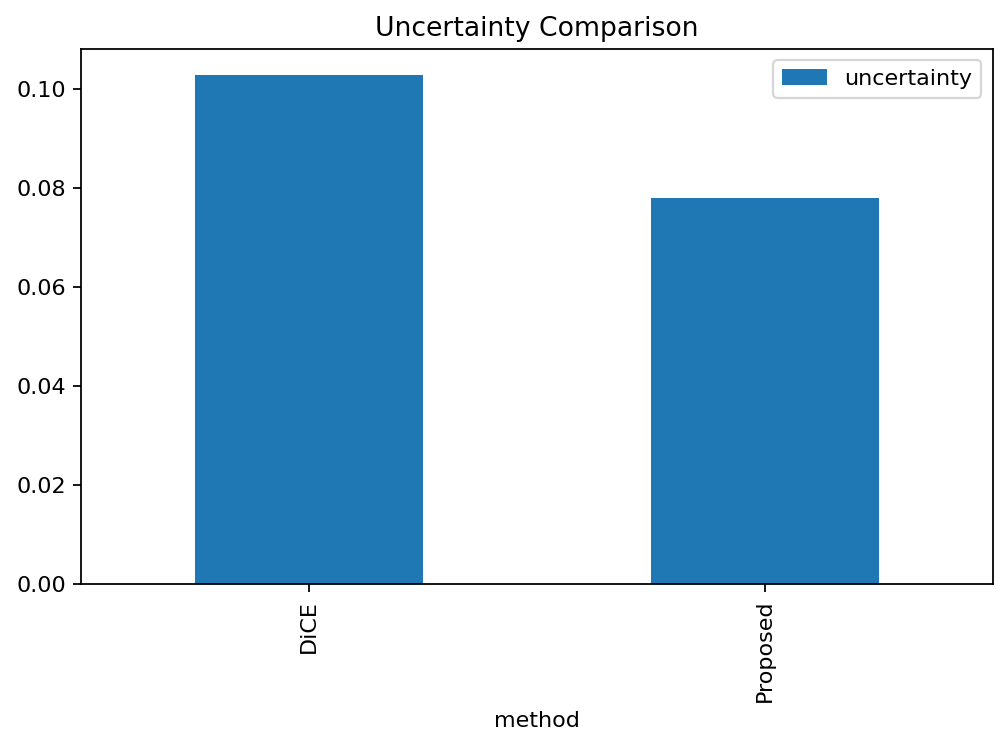 Uncertainty Comparison
uncertainty
0.10
0.08
0.06
0.04
0.02
0.00
DiCE
Proposed
method